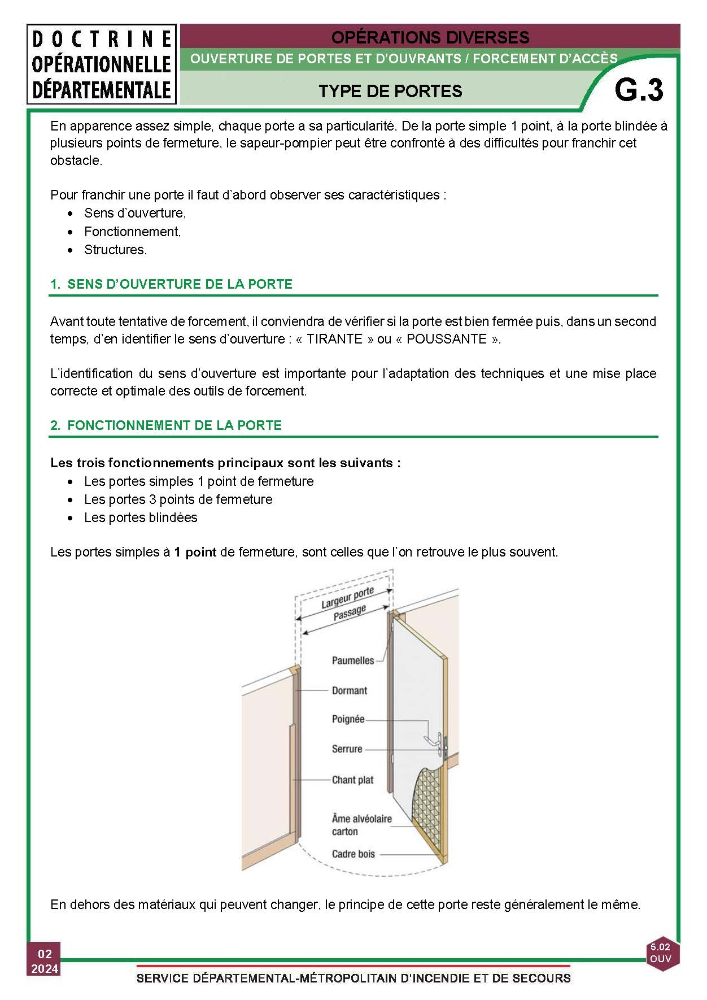 DOCTRINE
OPÉRATIONNELLE
DÉPARTEMENTALE
OPÉRATIONS DIVERSES
OUVERTURE DE PORTES ET D'OUVRANTS / FORCEMENT D'ACCÈS
TYPE DE PORTES
G.3
En apparence assez simple, chaque porte a sa particularité. De la porte simple 1 point, à la porte blindée à
plusieurs points de fermeture, le sapeur-pompier peut être confronté à des difficultés pour franchir cet
obstacle.
Pour franchir une porte il faut d'abord observer ses caractéristiques :
• Sens d'ouverture,
• Fonctionnement,
• Structures.
1. SENS D'OUVERTURE DE LA PORTE
Avant toute tentative de forcement, il conviendra de vérifier si la porte est bien fermée puis, dans un second
temps, d'en identifier le sens d'ouverture : « TIRANTE » ou « POUSSANTE ».
L'identification du sens d'ouverture est importante pour l'adaptation des techniques et une mise place
correcte et optimale des outils de forcement.
2. FONCTIONNEMENT DE LA PORTE
Les trois fonctionnements principaux sont les suivants :
• Les portes simples 1 point de fermeture
• Les portes 3 points de fermeture
• Les portes blindées
Les portes simples à 1 point de fermeture, sont celles que l'on retrouve le plus souvent.
Largeur porte
Passage
Paumelles
Dormant
Poignée
Serrure
Chant plat
Âme alvéolaire
carton
Cadre bois
En dehors des matériaux qui peuvent changer, le principe de cette porte reste généralement le même.
02
2024
5.02
OUV
SERVICE DÉPARTEMENTAL-MÉTROPOLITAIN D'INCENDIE ET DE SECOURS